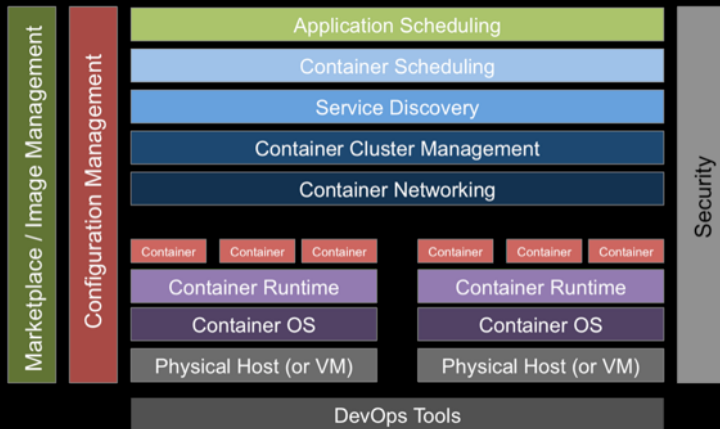 Marketplace / Image Management
Configuration Management
Application Scheduling
Container Scheduling
Service Discovery
Container Cluster Management
Container Networking
Container Container Container
Container Container Container
Container Runtime
Container Runtime
Container OS
Container OS
Physical Host (or VM)
Physical Host (or VM)
Security
DevOps Tools